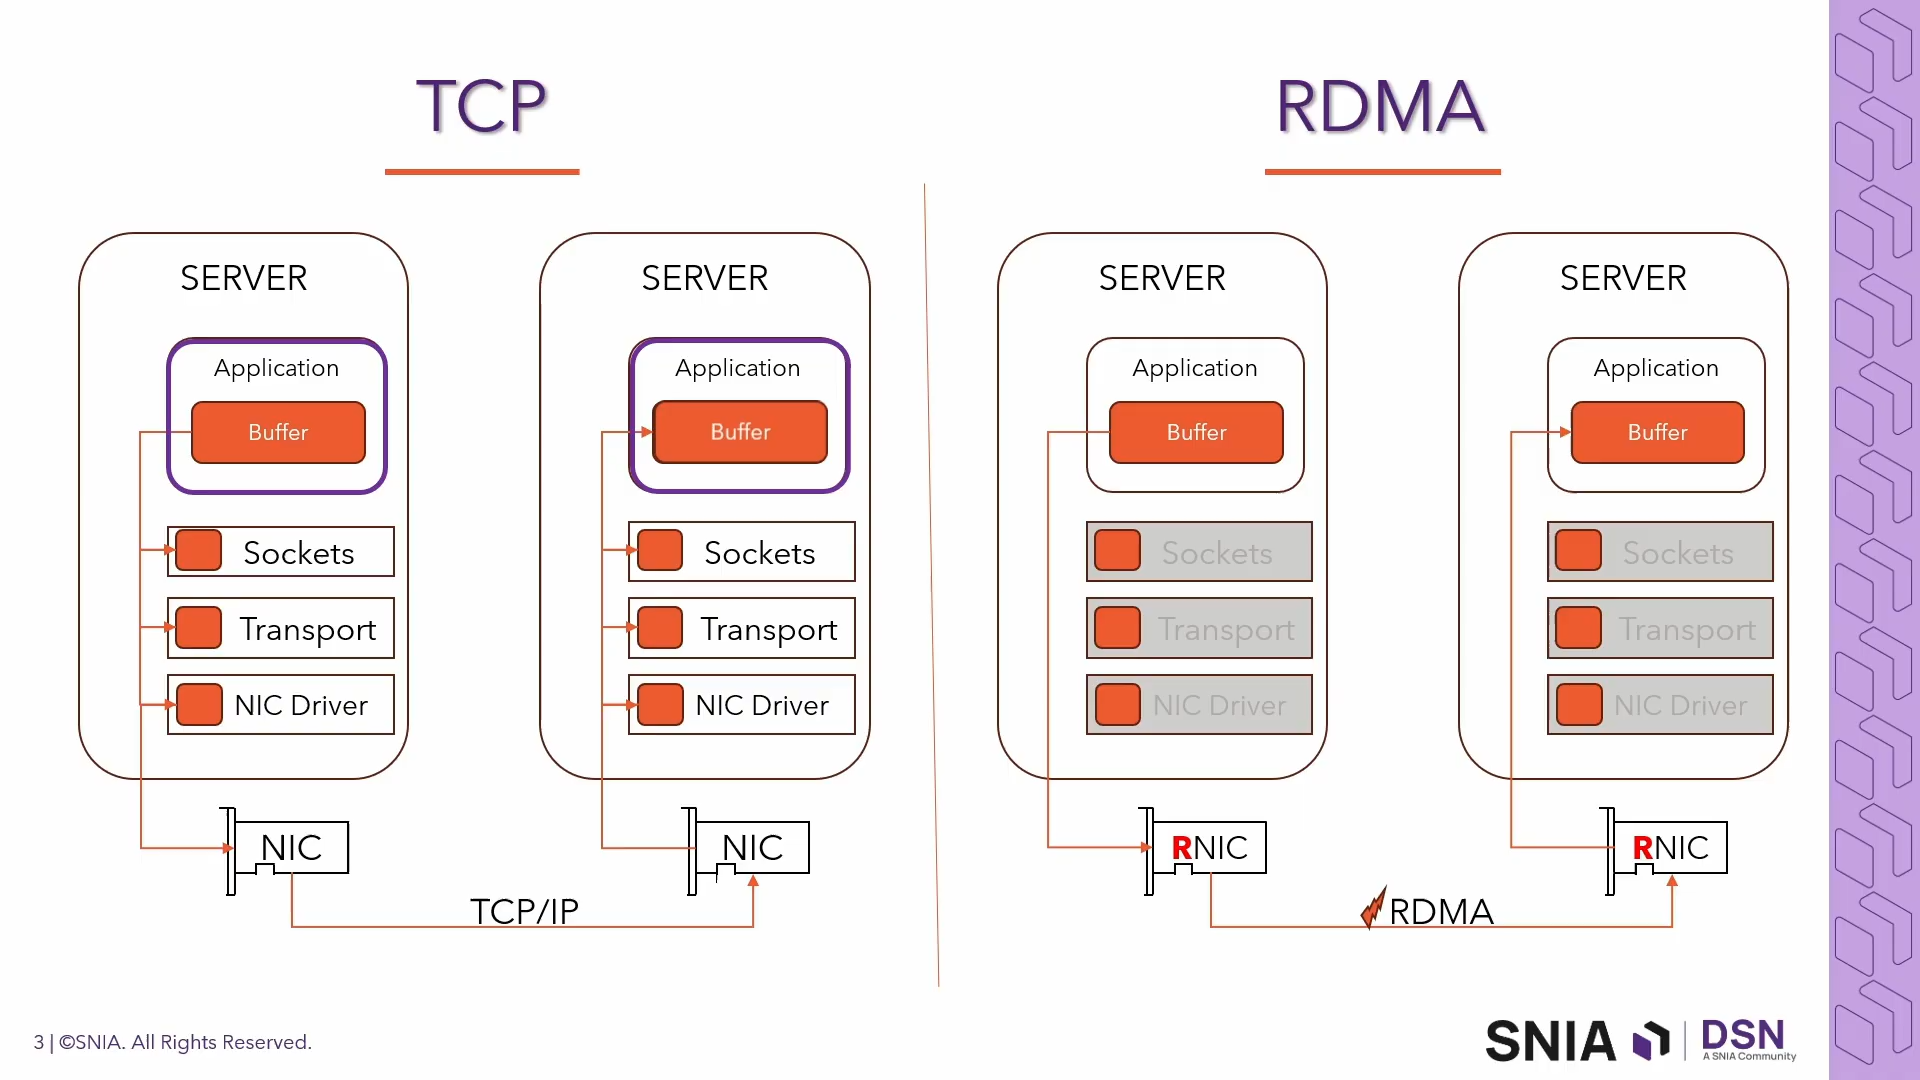 TCP
RDMA
SERVER
Application
Buffer
Sockets
Transport
NIC Driver
NIC
SERVER
Application
Buffer
Sockets
Transport
NIC Driver
NIC
TCP/IP
SERVER
Application
Buffer
Sockets
Transport
NIC Driver
RNIC
SERVER
Application
Buffer
Sockets
Transport
NIC Driver
RNIC
RDMA
3 | ©SNIA. All Rights Reserved.
SNIA | DSN
A SNIA Community